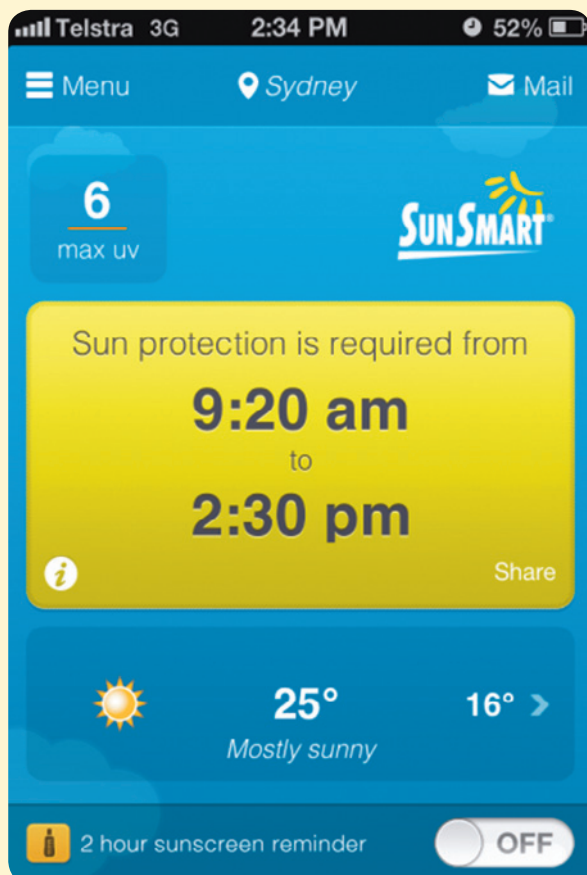 Telstra 3G 2:34 PM 52%
Menu Sydney Mail
6
max uv
SUNSMART
Sun protection is required from
9:20 am
to
2:30 pm
i Share
25° 16°
Mostly sunny
2 hour sunscreen reminder OFF